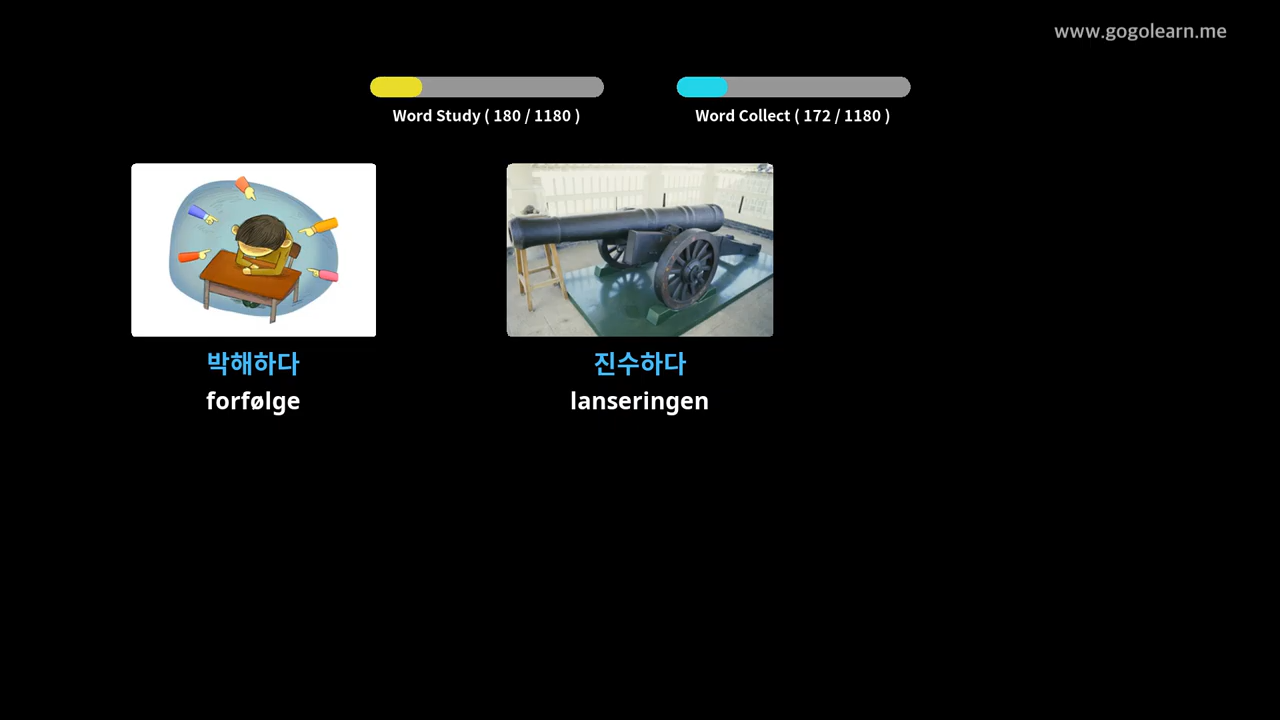 www.gogolearn.me
Word Study ( 180 / 1180 )
Word Collect ( 172 / 1180 )
박해하다
forfølge
진수하다
lanseringen